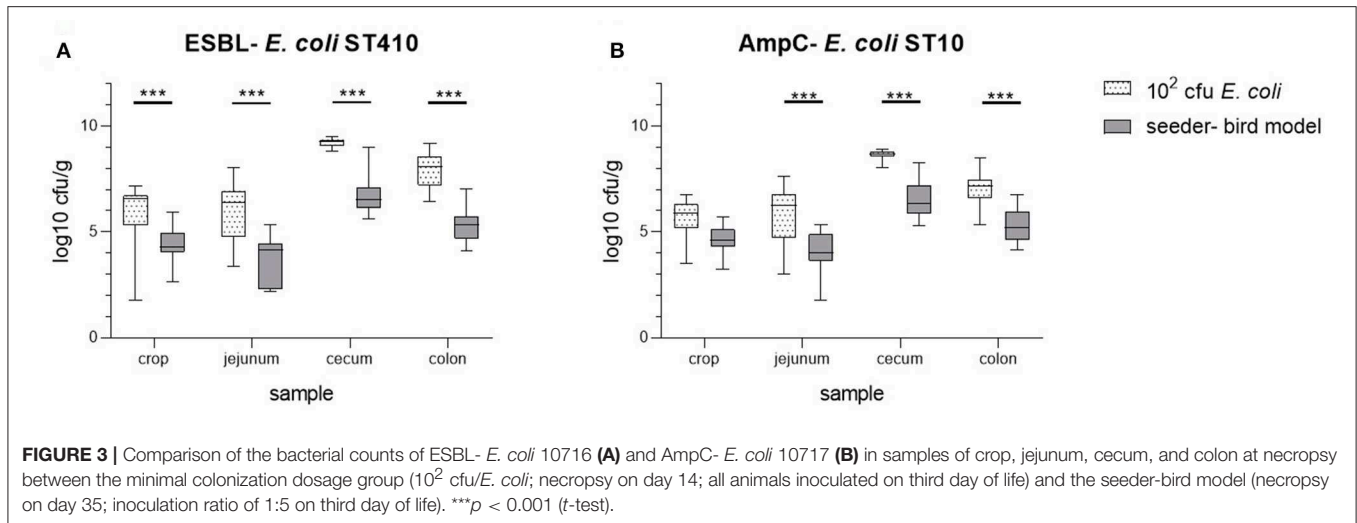 A
ESBL- E. coli ST410
B
AmpC- E. coli ST10
10² cfu E. coli
seeder- bird model
*** *** *** ***
*** *** ***
log10 cfu/g
10
5
0
crop jejunum cecum colon
sample
log10 cfu/g
10
5
0
crop jejunum cecum colon
sample
FIGURE 3 | Comparison of the bacterial counts of ESBL- E. coli 10716 (A) and AmpC- E. coli 10717 (B) in samples of crop, jejunum, cecum, and colon at necropsy
between the minimal colonization dosage group (10² cfu/E. coli; necropsy on day 14; all animals inoculated on third day of life) and the seeder-bird model (necropsy
on day 35; inoculation ratio of 1:5 on third day of life). ***p < 0.001 (t-test).